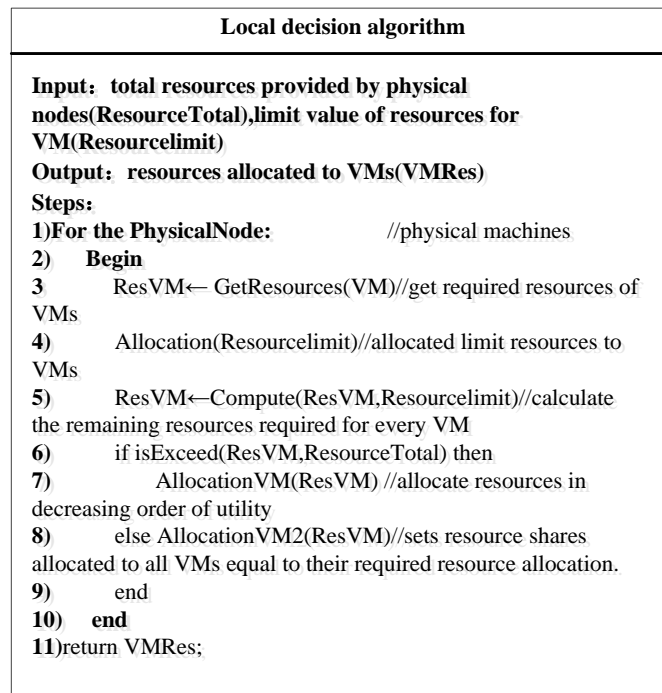 Local decision algorithm
Input：total resources provided by physical
nodes(ResourceTotal),limit value of resources for
VM(Resourcelimit)
Output：resources allocated to VMs(VMRes)
Steps：
1)For the PhysicalNode: //physical machines
2) Begin
3 ResVM← GetResources(VM)//get required resources of
VMs
4) Allocation(Resourcelimit)//allocated limit resources to
VMs
5) ResVM←Compute(ResVM,Resourcelimit)//calculate
the remaining resources required for every VM
6) if isExceed(ResVM,ResourceTotal) then
7) AllocationVM(ResVM) //allocate resources in
decreasing order of utility
8) else AllocationVM2(ResVM)//sets resource shares
allocated to all VMs equal to their required resource allocation.
9) end
10) end
11)return VMRes;